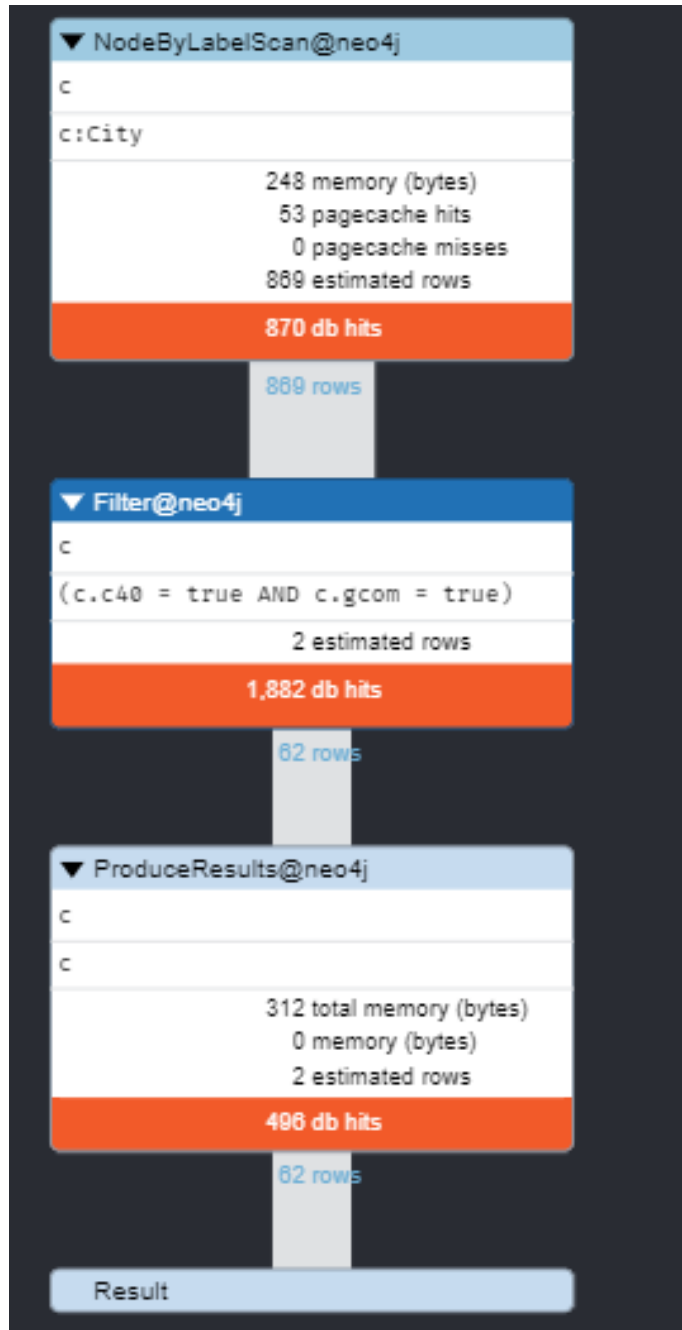 ▼ NodeByLabelScan@neo4j
c
c:City
248 memory (bytes)
53 pagecache hits
0 pagecache misses
869 estimated rows
870 db hits
869 rows
▼ Filter@neo4j
c
(c.c40 = true AND c.gcom = true)
2 estimated rows
1,882 db hits
62 rows
▼ ProduceResults@neo4j
c
c
312 total memory (bytes)
0 memory (bytes)
2 estimated rows
496 db hits
62 rows
Result